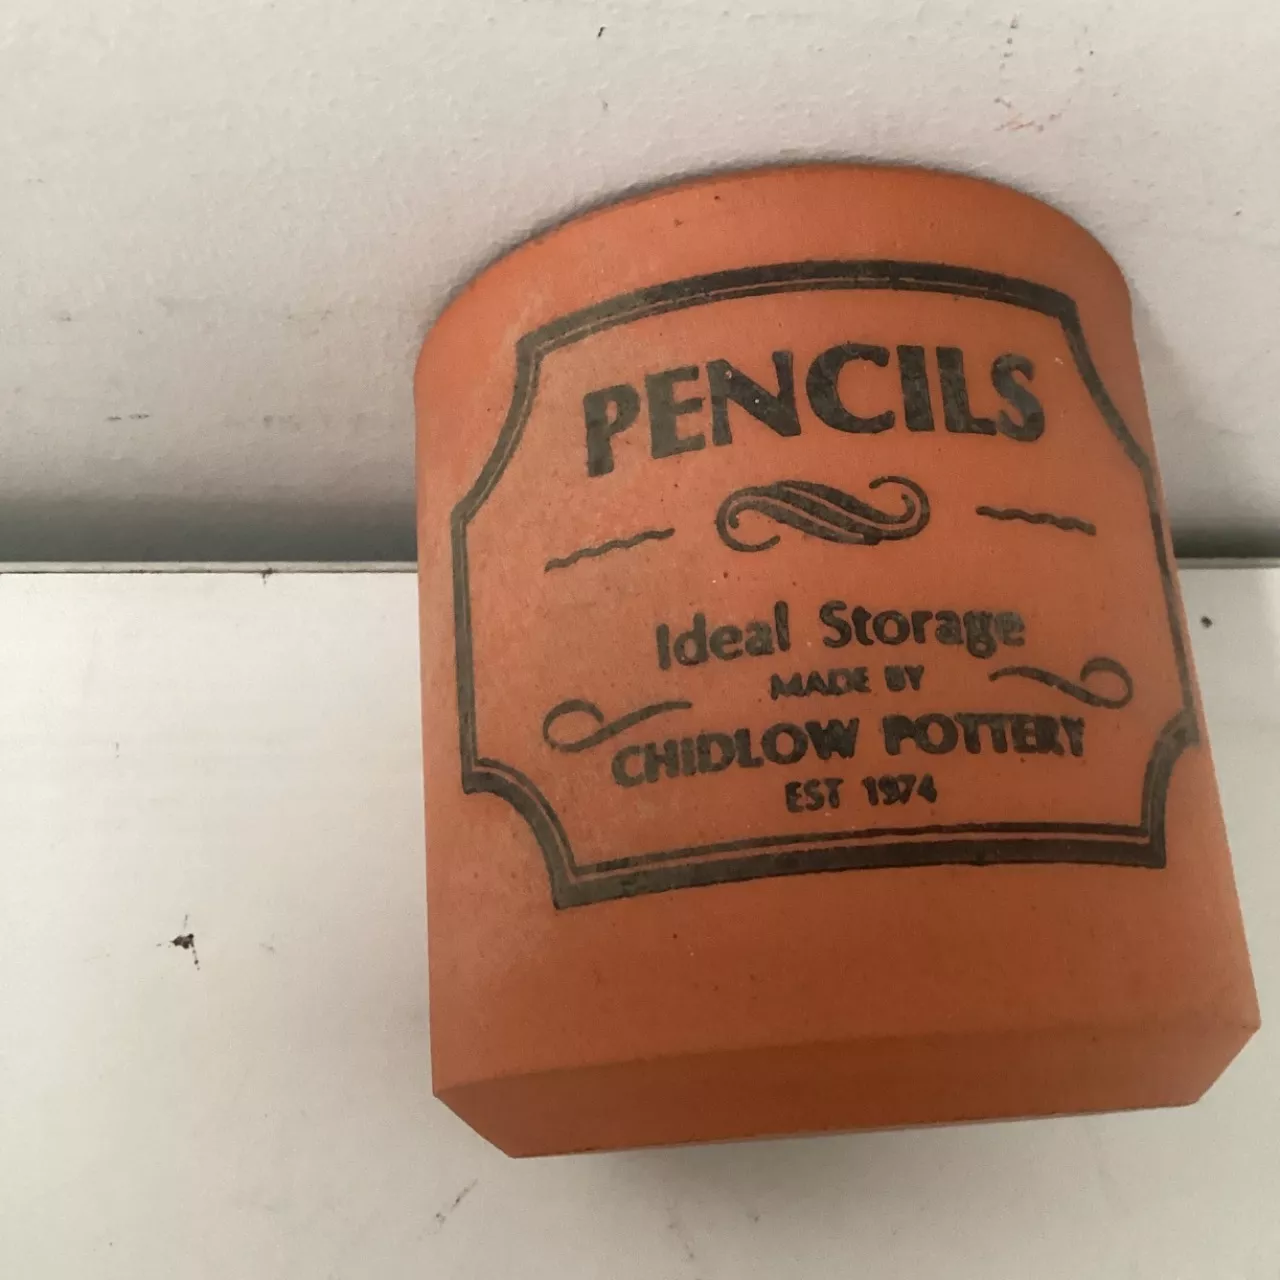 PENCILS
Ideal Storage
MADE BY
CHIDLOW POTTERY
EST 1974